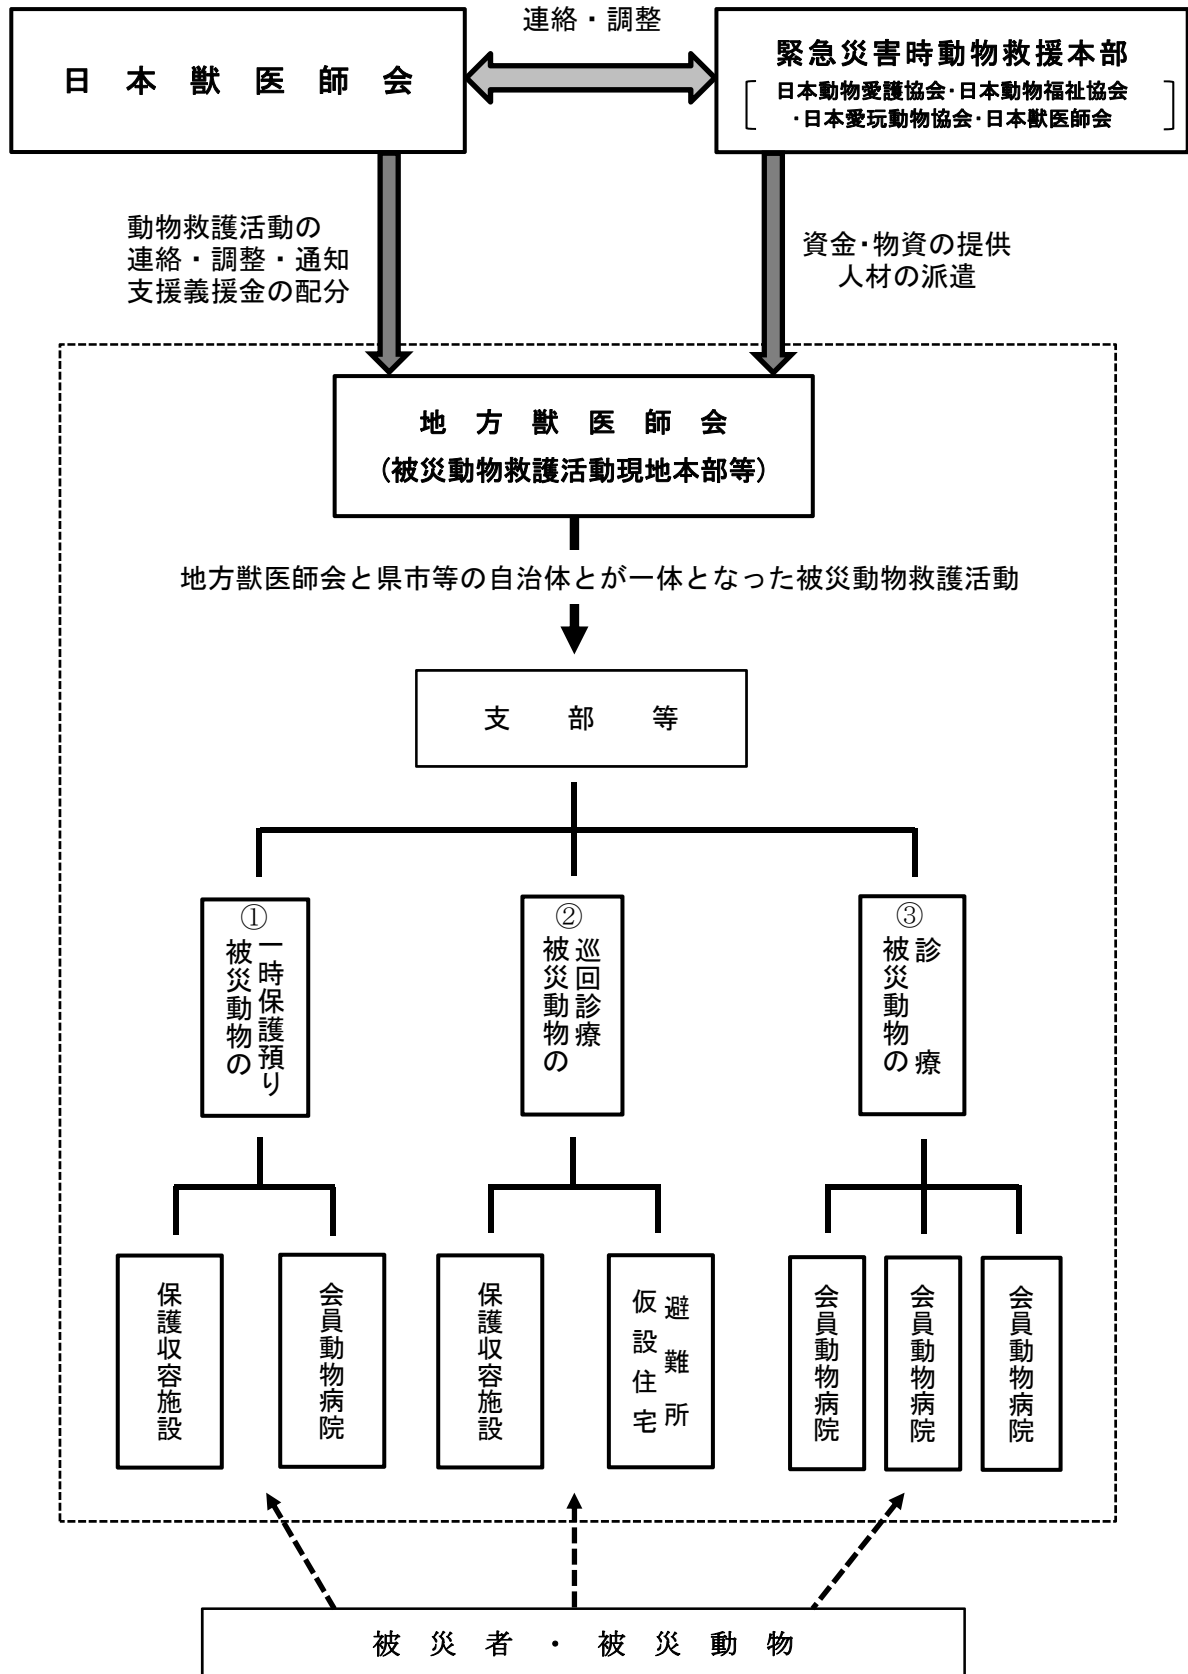 連絡・調整
日本獣医師会
緊急災害時動物救援本部
日本動物愛護協会・日本動物福祉協会
・日本愛玩動物協会・日本獣医師会
動物救護活動の
連絡・調整・通知
支援義援金の配分
資金・物資の提供
人材の派遣
地方獣医師会
(被災動物救護活動現地本部等)
地方獣医師会と県市等の自治体とが一体となった被災動物救護活動
支部等
①
被災動物の
一時保護預り
②
被災動物の
巡回診療
③
被災動物の
診療
保護収容施設
会員動物病院
保護収容施設
避難所
仮設住宅
会員動物病院
会員動物病院
会員動物病院
被災者・被災動物